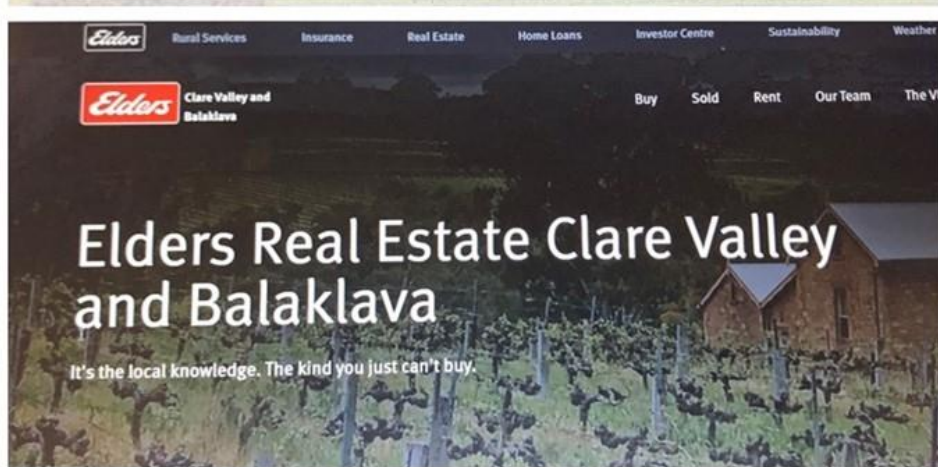 Elders Rural Services Insurance Real Estate Home Loans Investor Centre Sustainability Weather
Elders Clare Valley and
Balaklava
Buy Sold Rent Our Team The
Elders Real Estate Clare Valley
and Balaklava
It's the local knowledge. The kind you just can't buy.